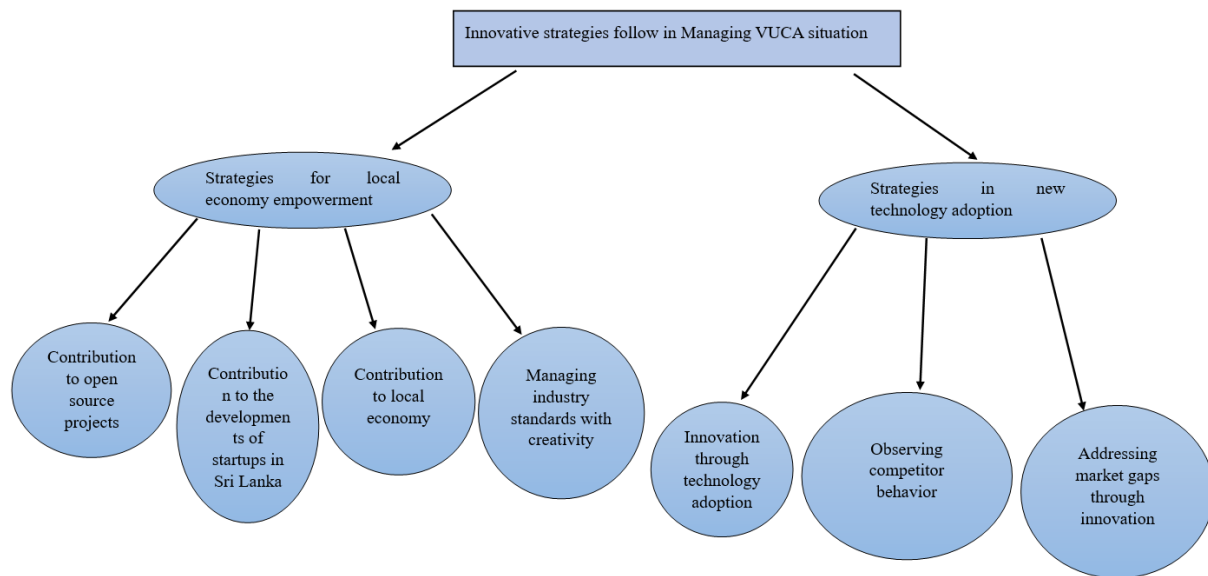 Innovative strategies follow in Managing VUCA situation
Strategies for local
economy empowerment
Strategies in new
technology adoption
Contribution
to open
source
projects
Contributio
n to the
developmen
ts of
startups in
Sri Lanka
Contribution
to local
economy
Managing
industry
standards with
creativity
Innovation
through
technology
adoption
Observing
competitor
behavior
Addressing
market gaps
through
innovation